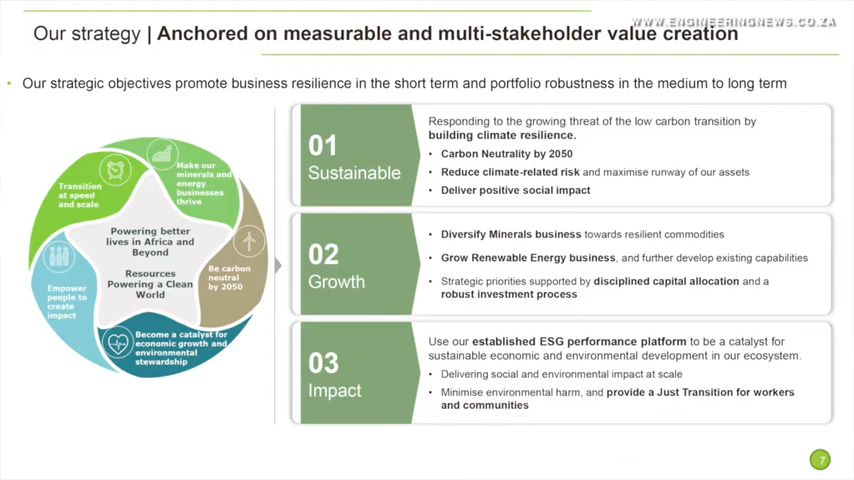 WWW.ENGINEERINGNEWS.CO.ZA
Our strategy | Anchored on measurable and multi-stakeholder value creation
• Our strategic objectives promote business resilience in the short term and portfolio robustness in the medium to long term
Make our
minerals and
energy
businesses
thrive
Transition
at speed
and scale
Powering better
lives in Africa and
Beyond
Resources
Powering a Clean
World
Be carbon
neutral
by 2050
Empower
people to
create
impact
Become a catalyst for
economic growth and
environmental
stewardship
01
Sustainable
Responding to the growing threat of the low carbon transition by
building climate resilience.
• Carbon Neutrality by 2050
• Reduce climate-related risk and maximise runway of our assets
• Deliver positive social impact
02
Growth
• Diversify Minerals business towards resilient commodities
• Grow Renewable Energy business, and further develop existing capabilities
• Strategic priorities supported by disciplined capital allocation and a
robust investment process
03
Impact
Use our established ESG performance platform to be a catalyst for
sustainable economic and environmental development in our ecosystem.
• Delivering social and environmental impact at scale
• Minimise environmental harm, and provide a Just Transition for workers
and communities
7